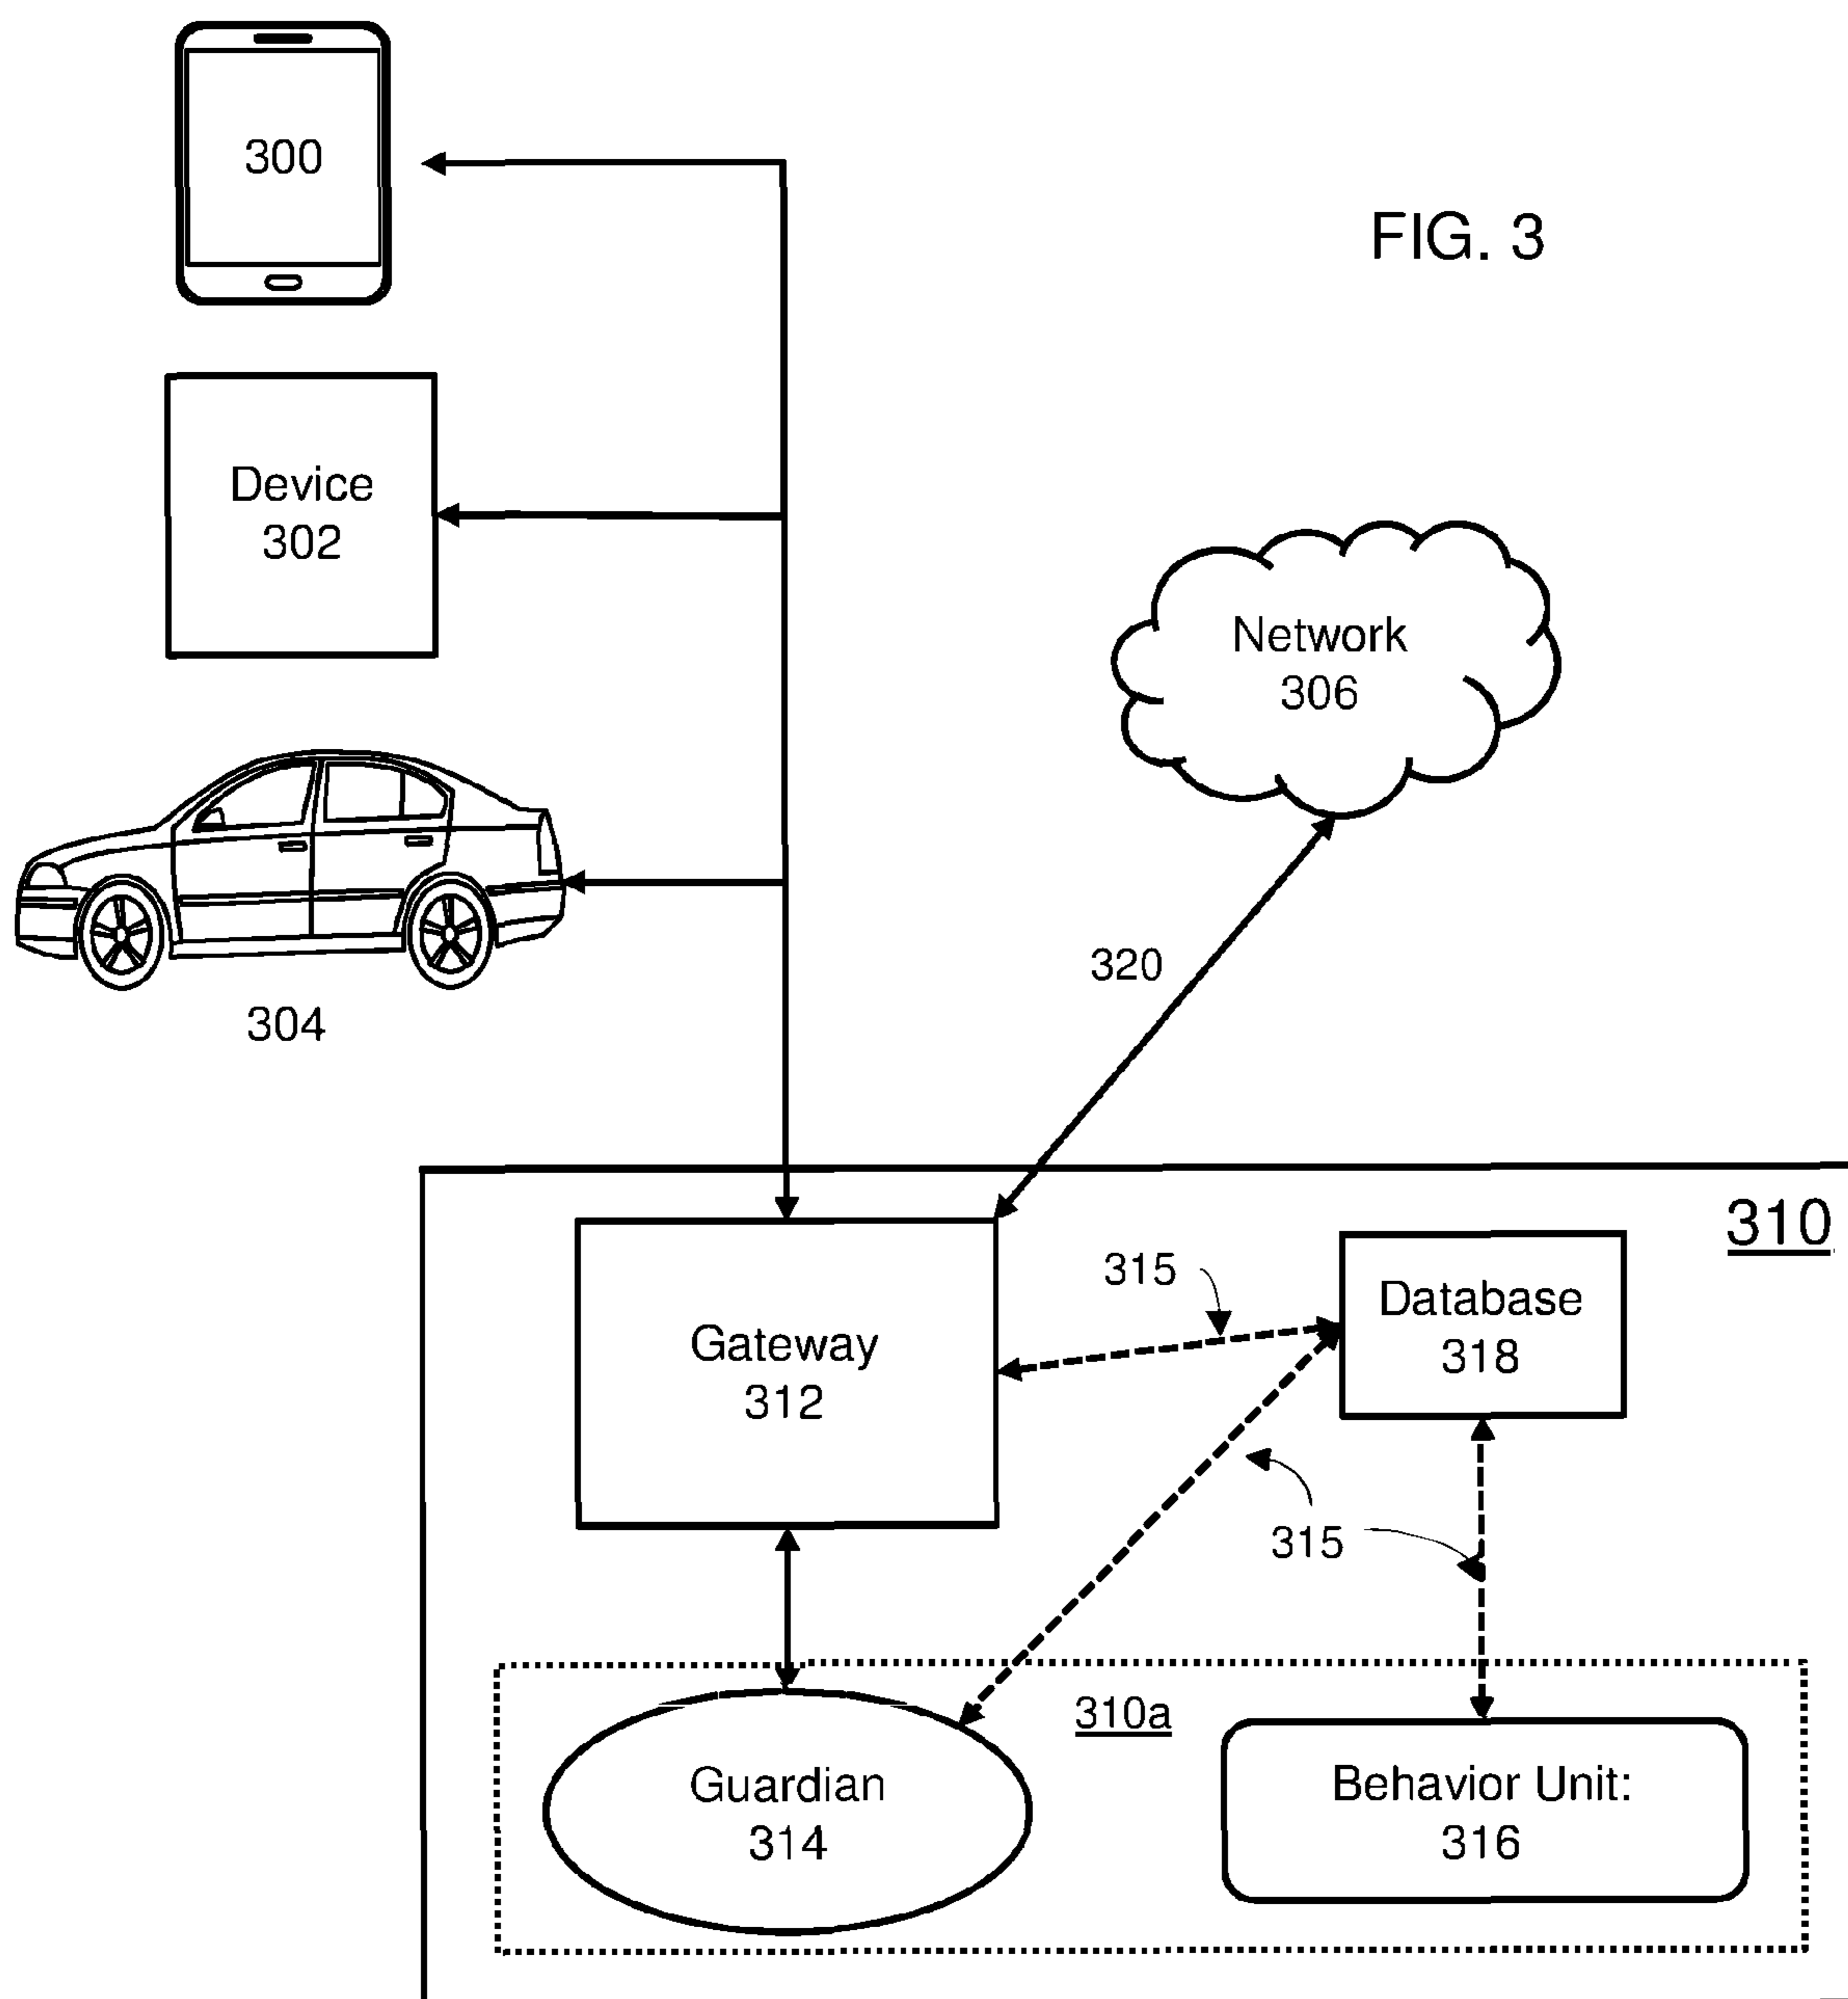 300
FIG. 3
Device
302
Network
306
320
304
310
315
Database
318
Gateway
312
315
310a
Guardian
314
Behavior Unit:
316